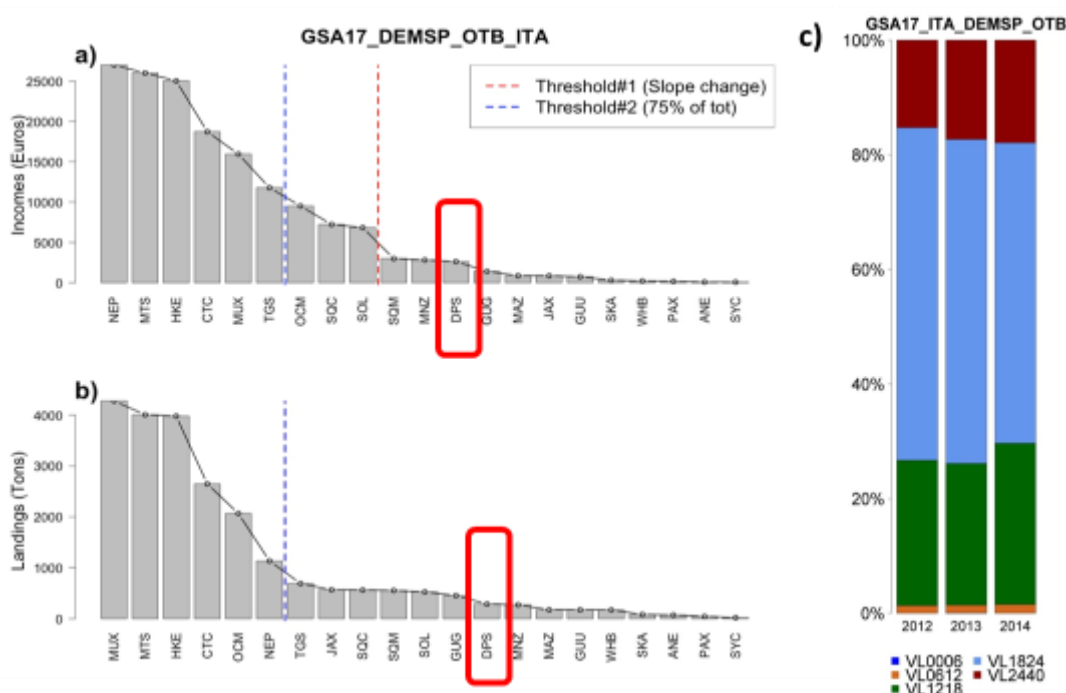 GSA17_DEMSP_OTB_ITA
a)
Threshold#1 (Slope change)
Threshold#2 (75% of tot)
Incomes (Euros)
25000
20000
15000
10000
5000
0
NEP MTS HKE CTC MUX TGS OCM SQC SOL SQM MNZ DPS GUG MAZ JAX GUU SKA WHB PAX ANE SYC
b)
Landings (Tons)
4000
3000
2000
1000
0
MUX MTS HKE CTC OCM NEP TGS JAX SQC SQM SOL GUG DPS MNZ MAZ GUU WHB SKA ANE PAX SYC
c)
GSA17_ITA_DEMSP_OTB
100%
80%
60%
40%
20%
0%
2012 2013 2014
VL0006 VL1824
VL0612 VL2440
VL1218